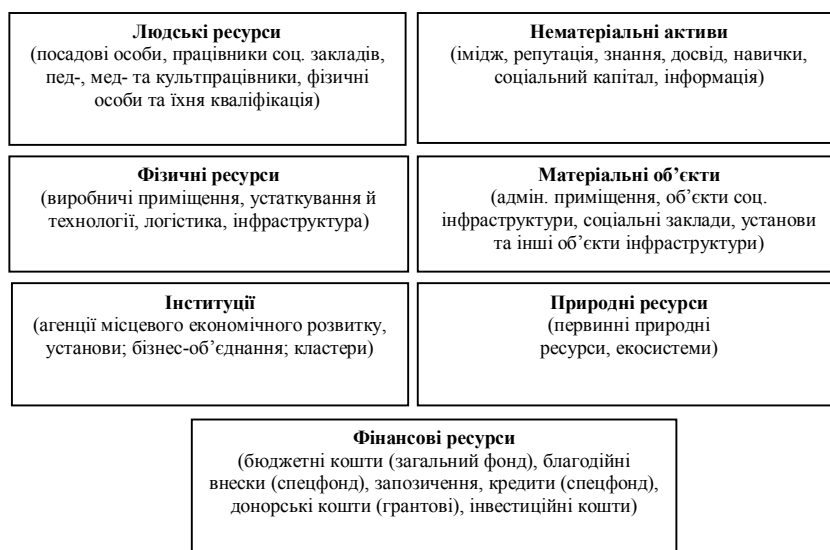 Людські ресурси
(посадові особи, працівники соц. закладів,
пед-, мед- та культпрацівники, фізичні
особи та їхня кваліфікація)
Нематеріальні активи
(імідж, репутація, знання, досвід, навички,
соціальний капітал, інформація)
Фізичні ресурси
(виробничі приміщення, устаткування й
технології, логістика, інфраструктура)
Матеріальні об’єкти
(адмін. приміщення, об’єкти соц.
інфраструктури, соціальні заклади, установи
та інші об’єкти інфраструктури)
Інституції
(агенції місцевого економічного розвитку,
установи; бізнес-об’єднання; кластери)
Природні ресурси
(первинні природні
ресурси, екосистеми)
Фінансові ресурси
(бюджетні кошти (загальний фонд), благодійні
внески (спецфонд), запозичення, кредити (спецфонд),
донорські кошти (грантові), інвестиційні кошти)